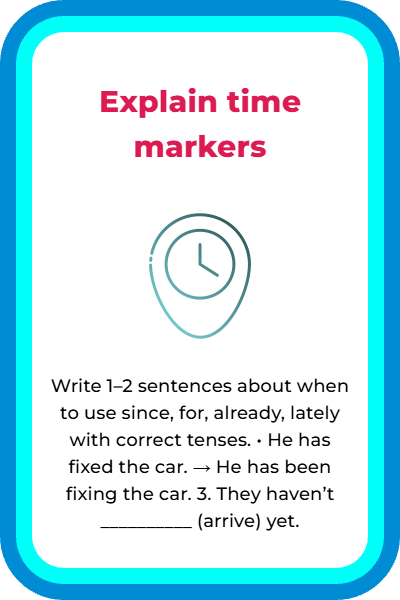 Explain time
markers
Write 1–2 sentences about when
to use since, for, already, lately
with correct tenses. • He has
fixed the car. → He has been
fixing the car. 3. They haven’t
__________ (arrive) yet.